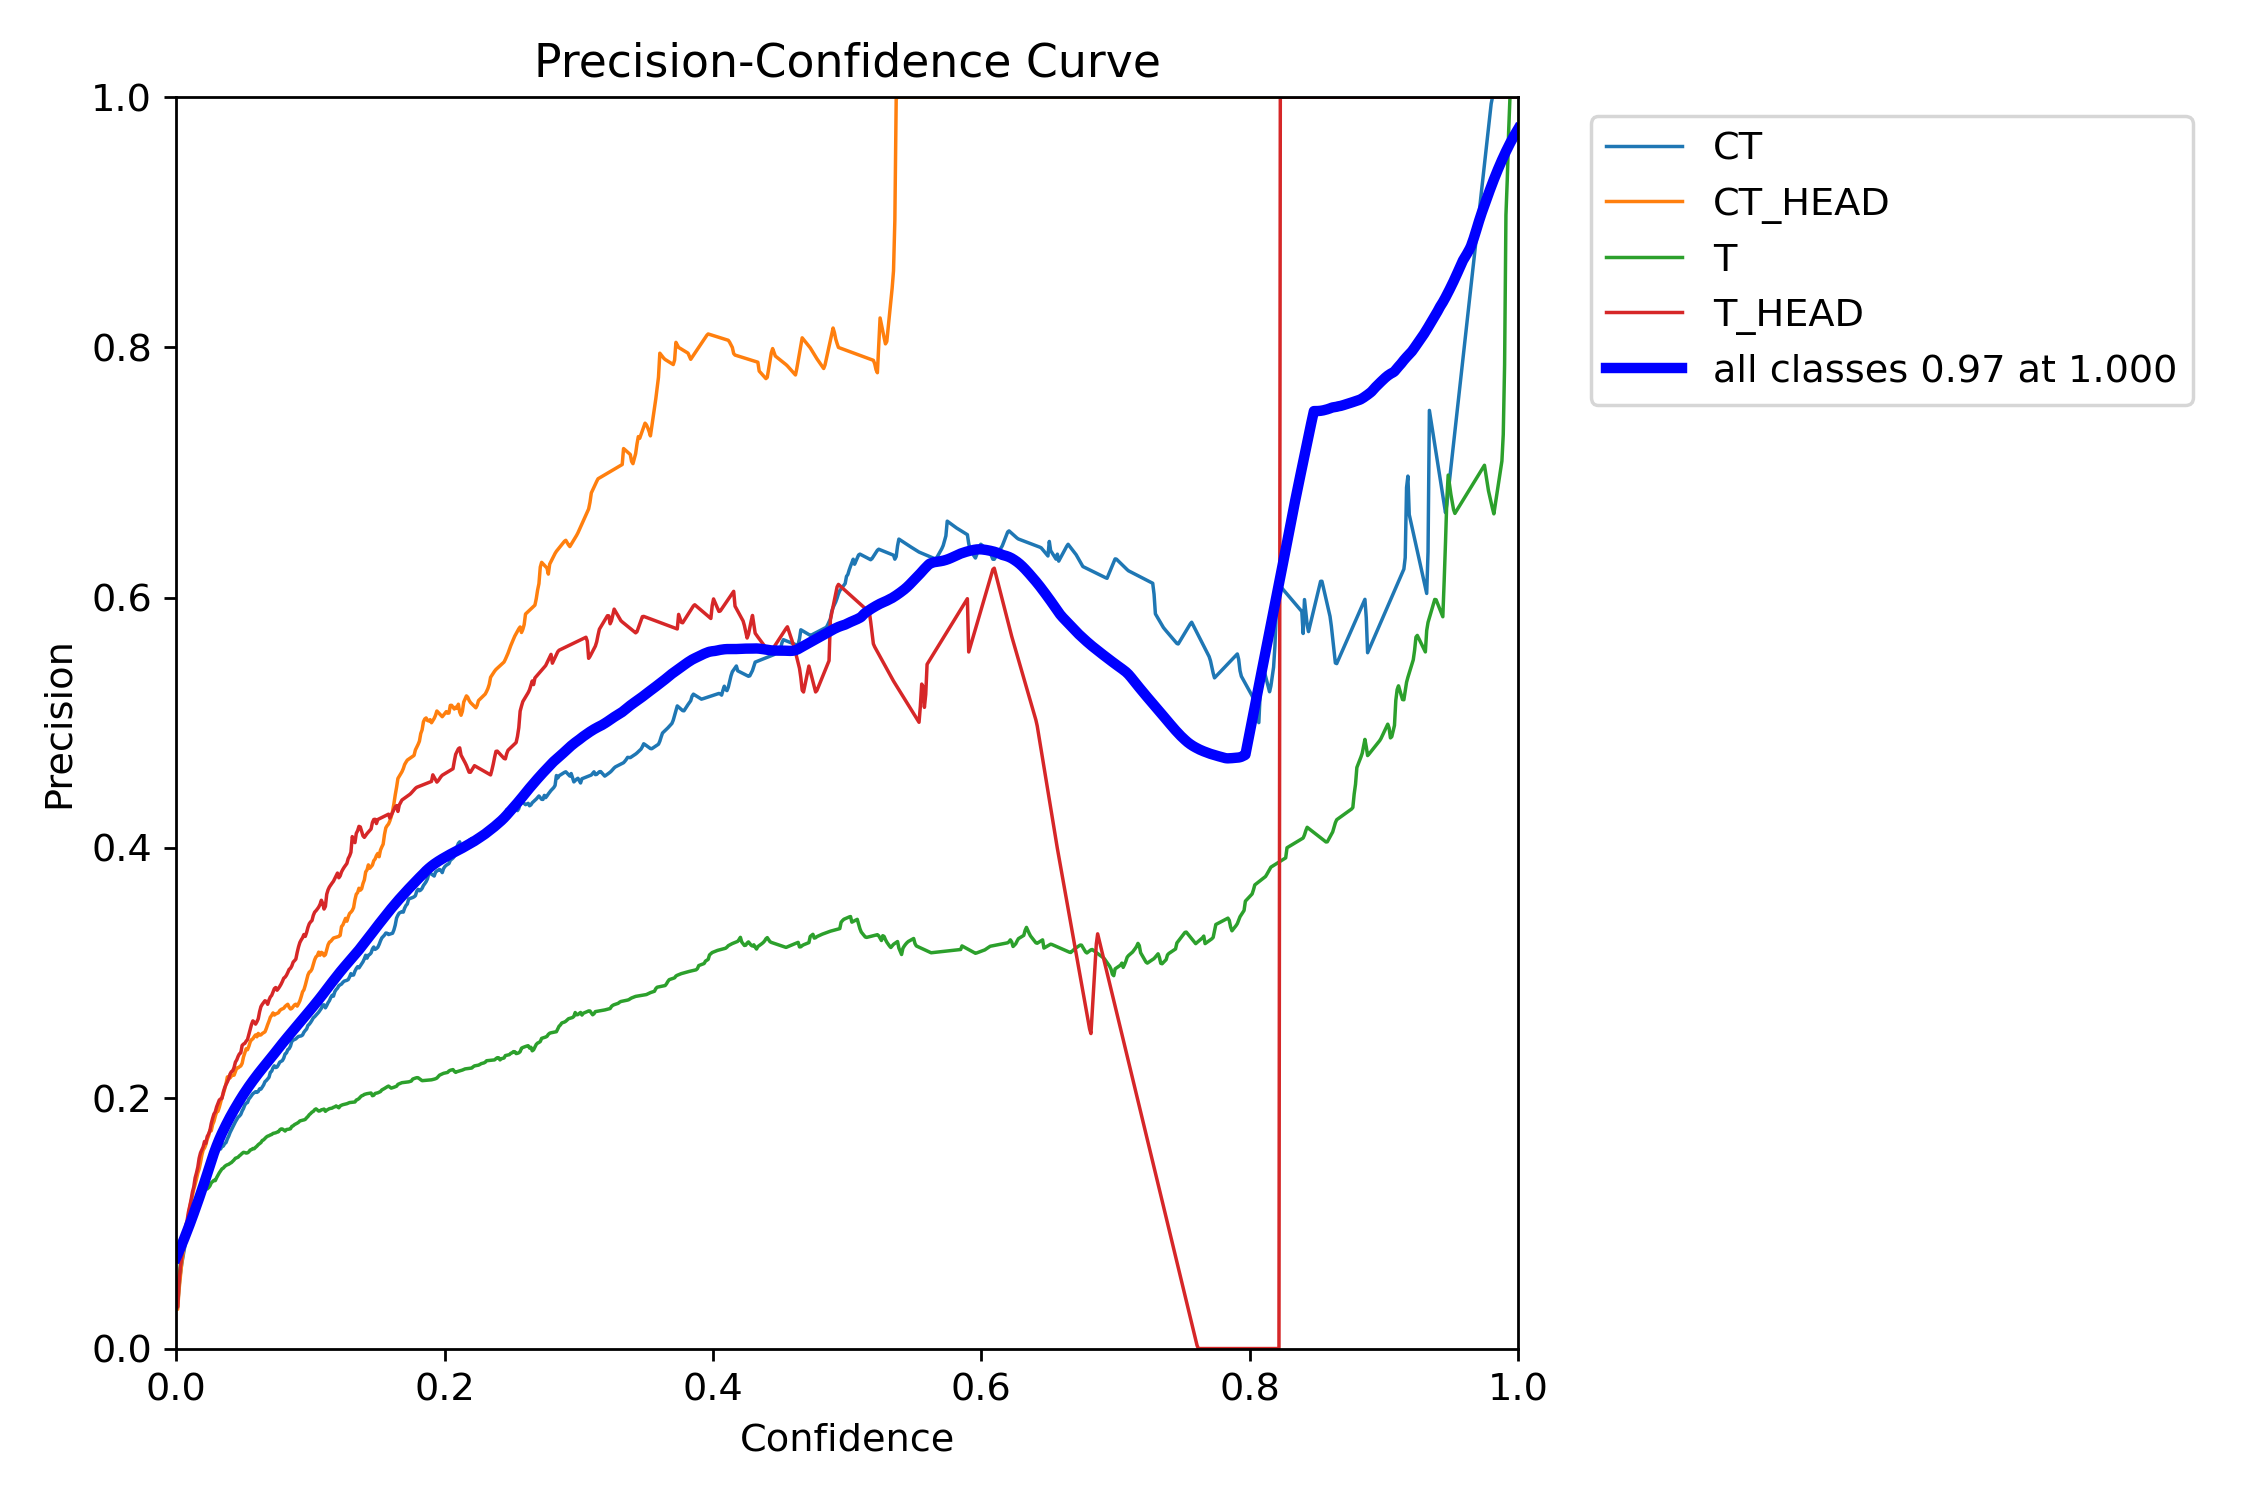 Precision-Confidence Curve
1.0
0.8
0.6
0.4
0.2
0.0
Precision
0.0 0.2 0.4 0.6 0.8 1.0
Confidence
CT
CT_HEAD
T
T_HEAD
all classes 0.97 at 1.000